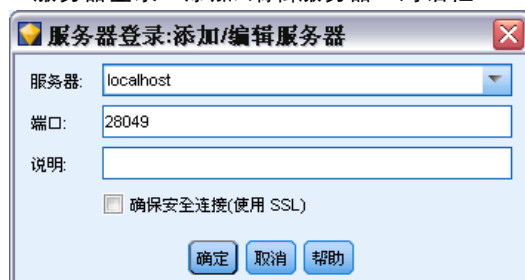 服务器登录:添加/编辑服务器
服务器: localhost
端口: 28049
说明:
确保安全连接(使用 SSL)
确定 取消 帮助